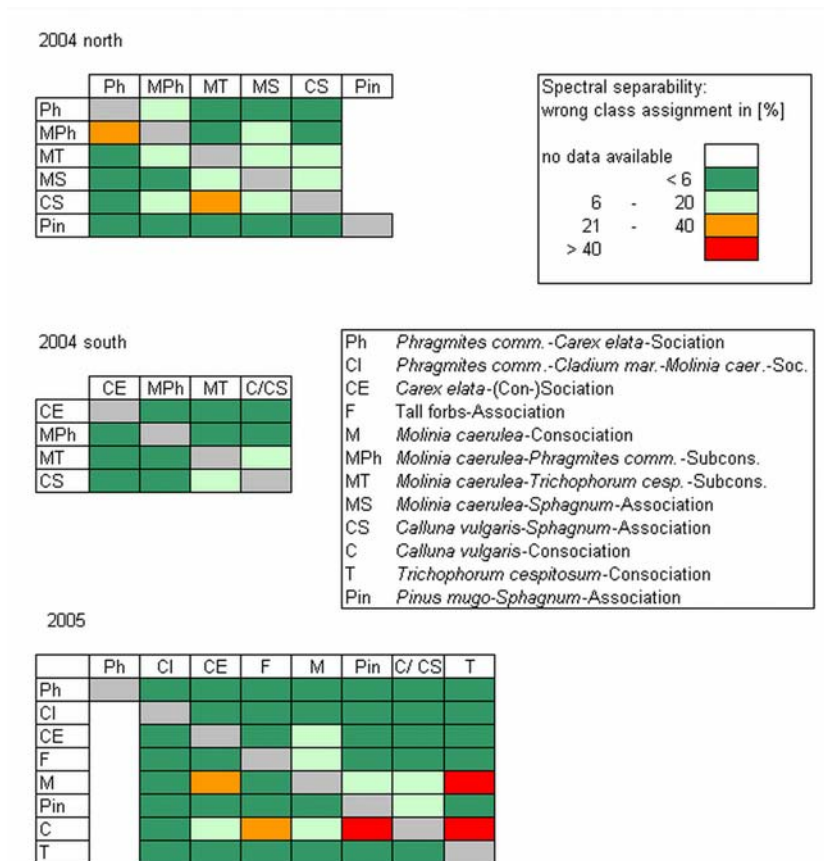 2004 north
Ph MPh MT MS CS Pin
Ph
MPh
MT
MS
CS
Pin
Spectral separability:
wrong class assignment in [%]
no data available
< 6
6 - 20
21 - 40
> 40
2004 south
CE MPh MT C/CS
CE
MPh
MT
CS
Ph Phragmites comm.-Carex elata-Sociation
Cl Phragmites comm.-Cladium mar.-Molinia caer.-Soc.
CE Carex elata-(Con-)Sociation
F Tall forbs-Association
M Molinia caerulea-Consociation
MPh Molinia caerulea-Phragmites comm.-Subcons.
MT Molinia caerulea-Trichophorum cesp.-Subcons.
MS Molinia caerulea-Sphagnum-Association
CS Calluna vulgaris-Sphagnum-Association
C Calluna vulgaris-Consociation
T Trichophorum cespitosum-Consociation
Pin Pinus mugo-Sphagnum-Association
2005
Ph Cl CE F M Pin C/ CS T
Ph
Cl
CE
F
M
Pin
C
T